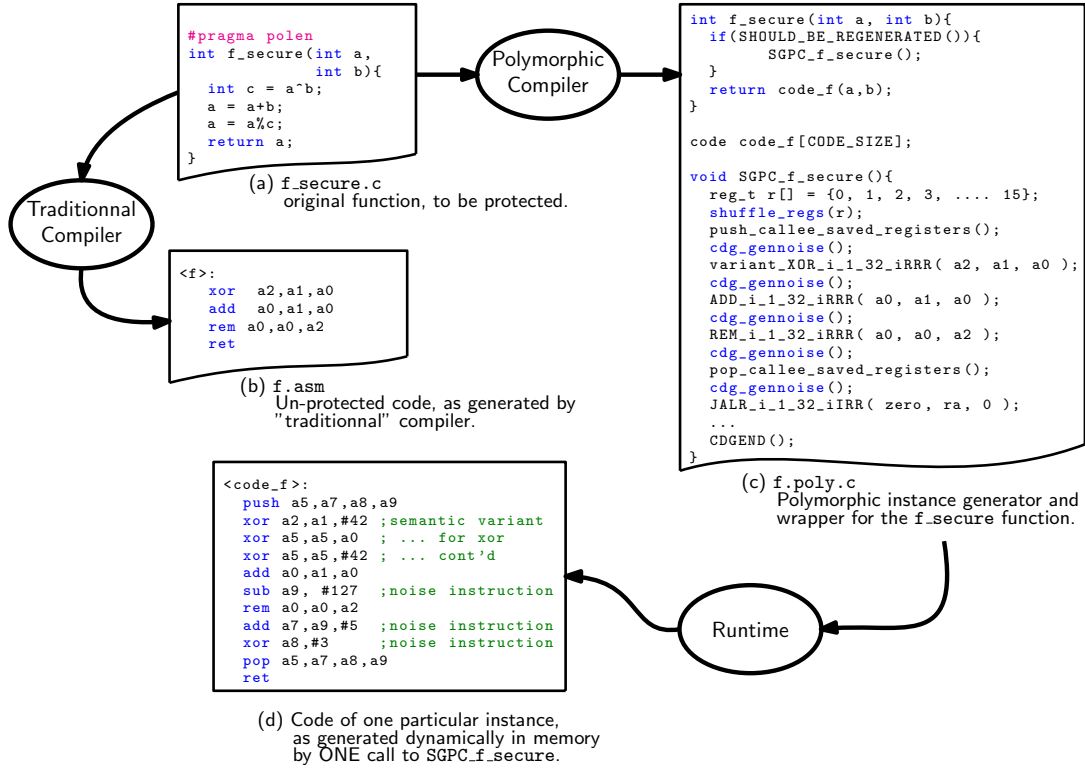 #pragma polen
int f_secure(int a,
int b){
int c = a^b;
a = a+b;
a = a%c;
return a;
}
(a) f_secure.c
original function, to be protected.
Polymorphic
Compiler
Traditionnal
Compiler
<f>:
xor a2,a1,a0
add a0,a1,a0
rem a0,a0,a2
ret
(b) f.asm
Un-protected code, as generated by
"traditionnal" compiler.
int f_secure(int a, int b){
if(SHOULD_BE_REGENERATED()){
SGPC_f_secure();
}
return code_f(a,b);
}
code code_f[CODE_SIZE];
void SGPC_f_secure(){
reg_t r[] = {0, 1, 2, 3, .... 15};
shuffle_regs(r);
push_callee_saved_registers();
cdg_gennoise();
variant_XOR_i_1_32_iRRR( a2, a1, a0 );
cdg_gennoise();
ADD_i_1_32_iRRR( a0, a1, a0 );
cdg_gennoise();
REM_i_1_32_iRRR( a0, a0, a2 );
cdg_gennoise();
pop_callee_saved_registers();
cdg_gennoise();
JALR_i_1_32_iIRR( zero, ra, 0 );
...
CDGEND();
}
(c) f.poly.c
Polymorphic instance generator and
wrapper for the f_secure function.
Runtime
<code_f>:
push a5,a7,a8,a9
xor a2,a1,#42 ;semantic variant
xor a5,a5,a0 ; ... for xor
xor a5,a5,#42 ; ... cont'd
add a0,a1,a0
sub a9, #127 ;noise instruction
rem a0,a0,a2
add a7,a9,#5 ;noise instruction
xor a8,#3 ;noise instruction
pop a5,a7,a8,a9
ret
(d) Code of one particular instance,
as generated dynamically in memory
by ONE call to SGPC_f_secure.